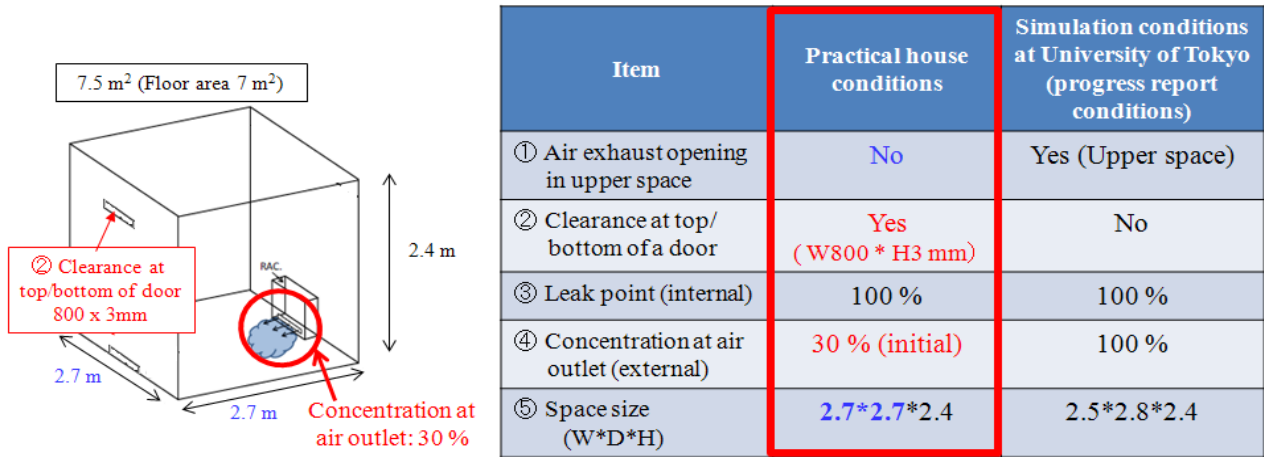 7.5 m² (Floor area 7 m²)
② Clearance at
top/bottom of door
800 x 3mm
RAC.
2.4 m
2.7 m
2.7 m
Concentration at
air outlet: 30 %
Item
Practical house
conditions
Simulation conditions
at University of Tokyo
(progress report
conditions)
① Air exhaust opening
in upper space
No
Yes (Upper space)
② Clearance at top/
bottom of a door
Yes
( W800 * H3 mm)
No
③ Leak point (internal)
100 %
100 %
④ Concentration at air
outlet (external)
30 % (initial)
100 %
⑤ Space size
(W*D*H)
2.7*2.7*2.4
2.5*2.8*2.4